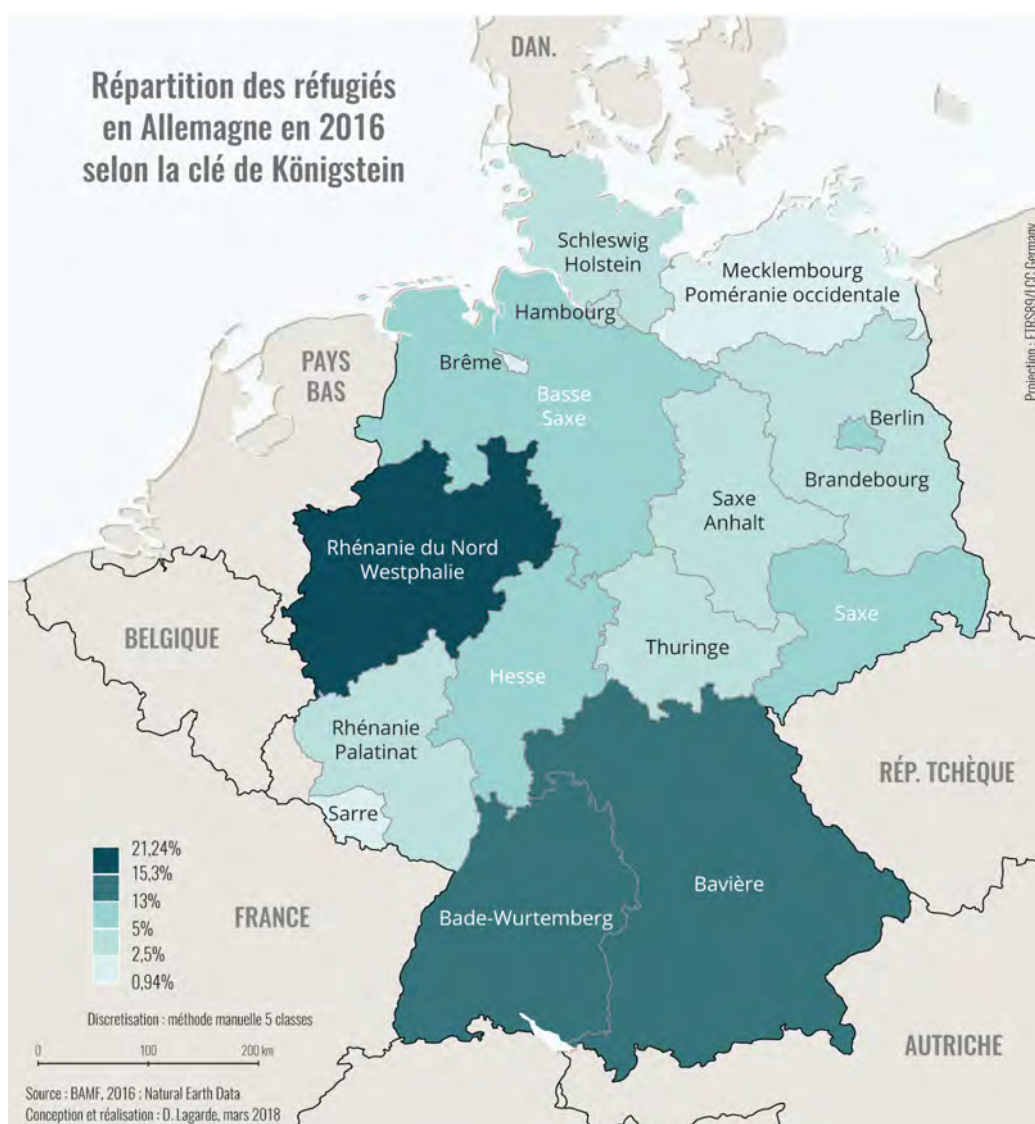 Répartition des réfugiés
en Allemagne en 2016
selon la clé de Königstein
DAN.
Schleswig
Holstein
Mecklembourg
Poméranie occidentale
Hambourg
Brême
PAYS
BAS
Basse
Saxe
Berlin
Brandebourg
Saxe
Anhalt
Rhénanie du Nord
Westphalie
BELGIQUE
Saxe
Thuringe
Hesse
Rhénanie
Palatinat
RÉP. TCHÈQUE
Sarre
Bavière
Bade-Wurtemberg
FRANCE
AUTRICHE
21,24%
15,3%
13%
5%
2,5%
0,94%
Discretisation : méthode manuelle 5 classes
0 100 200 km
Source : BAMF, 2016 ; Natural Earth Data
Conception et réalisation : D. Lagarde, mars 2018
Projection : ETRS89/LCC Germany